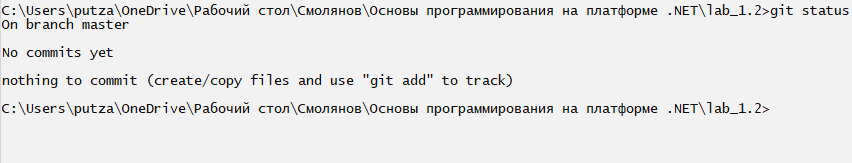 C:\Users\putza\OneDrive\Рабочий стол\Смолянов\Основы программирования на платформе .NET\lab_1.2>git status
On branch master
No commits yet
nothing to commit (create/copy files and use "git add" to track)
C:\Users\putza\OneDrive\Рабочий стол\Смолянов\Основы программирования на платформе .NET\lab_1.2>